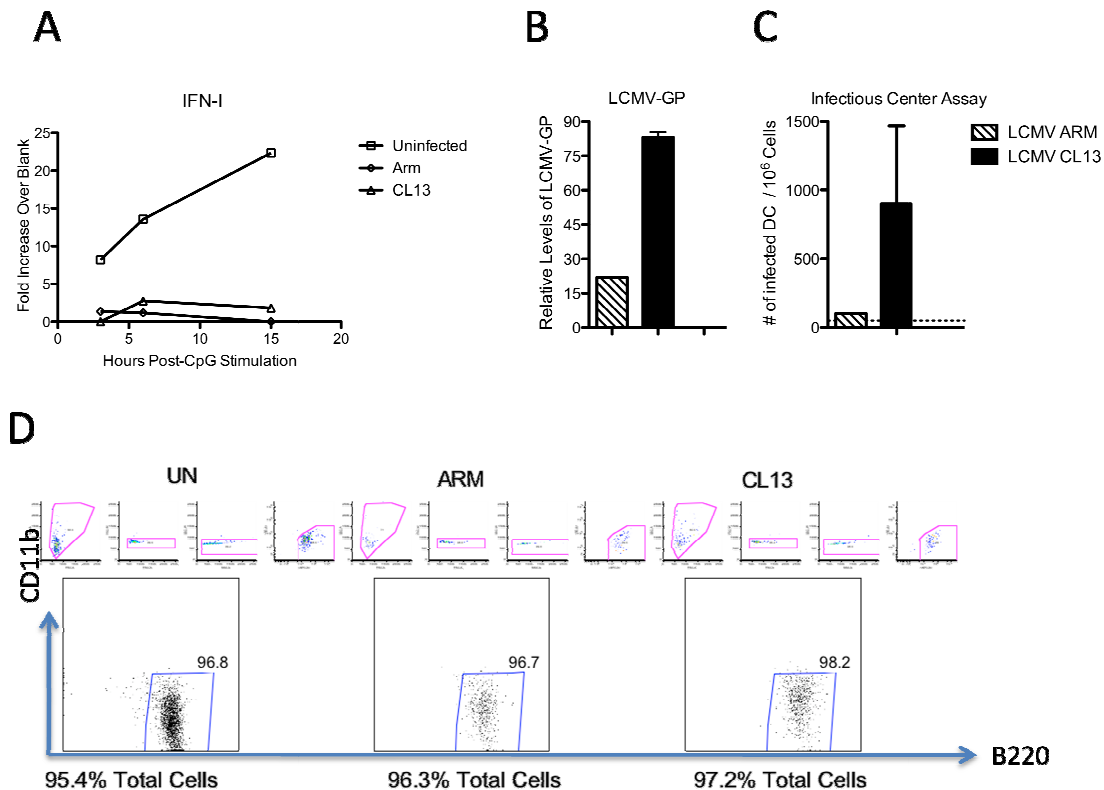 A
B
C
IFN-I
Fold Increase Over Blank
25
20
15
10
5
0
0 5 10 15 20
Hours Post-CpG Stimulation
Uninfected
Arm
CL13
LCMV-GP
Relative Levels of LCMV-GP
90
75
60
45
30
15
0
Infectious Center Assay
# of infected DC / 10⁶ Cells
1500
1000
500
0
LCMV ARM
LCMV CL13
D
UN ARM CL13
CD11b
96.8 96.7 98.2
B220
95.4% Total Cells 96.3% Total Cells 97.2% Total Cells